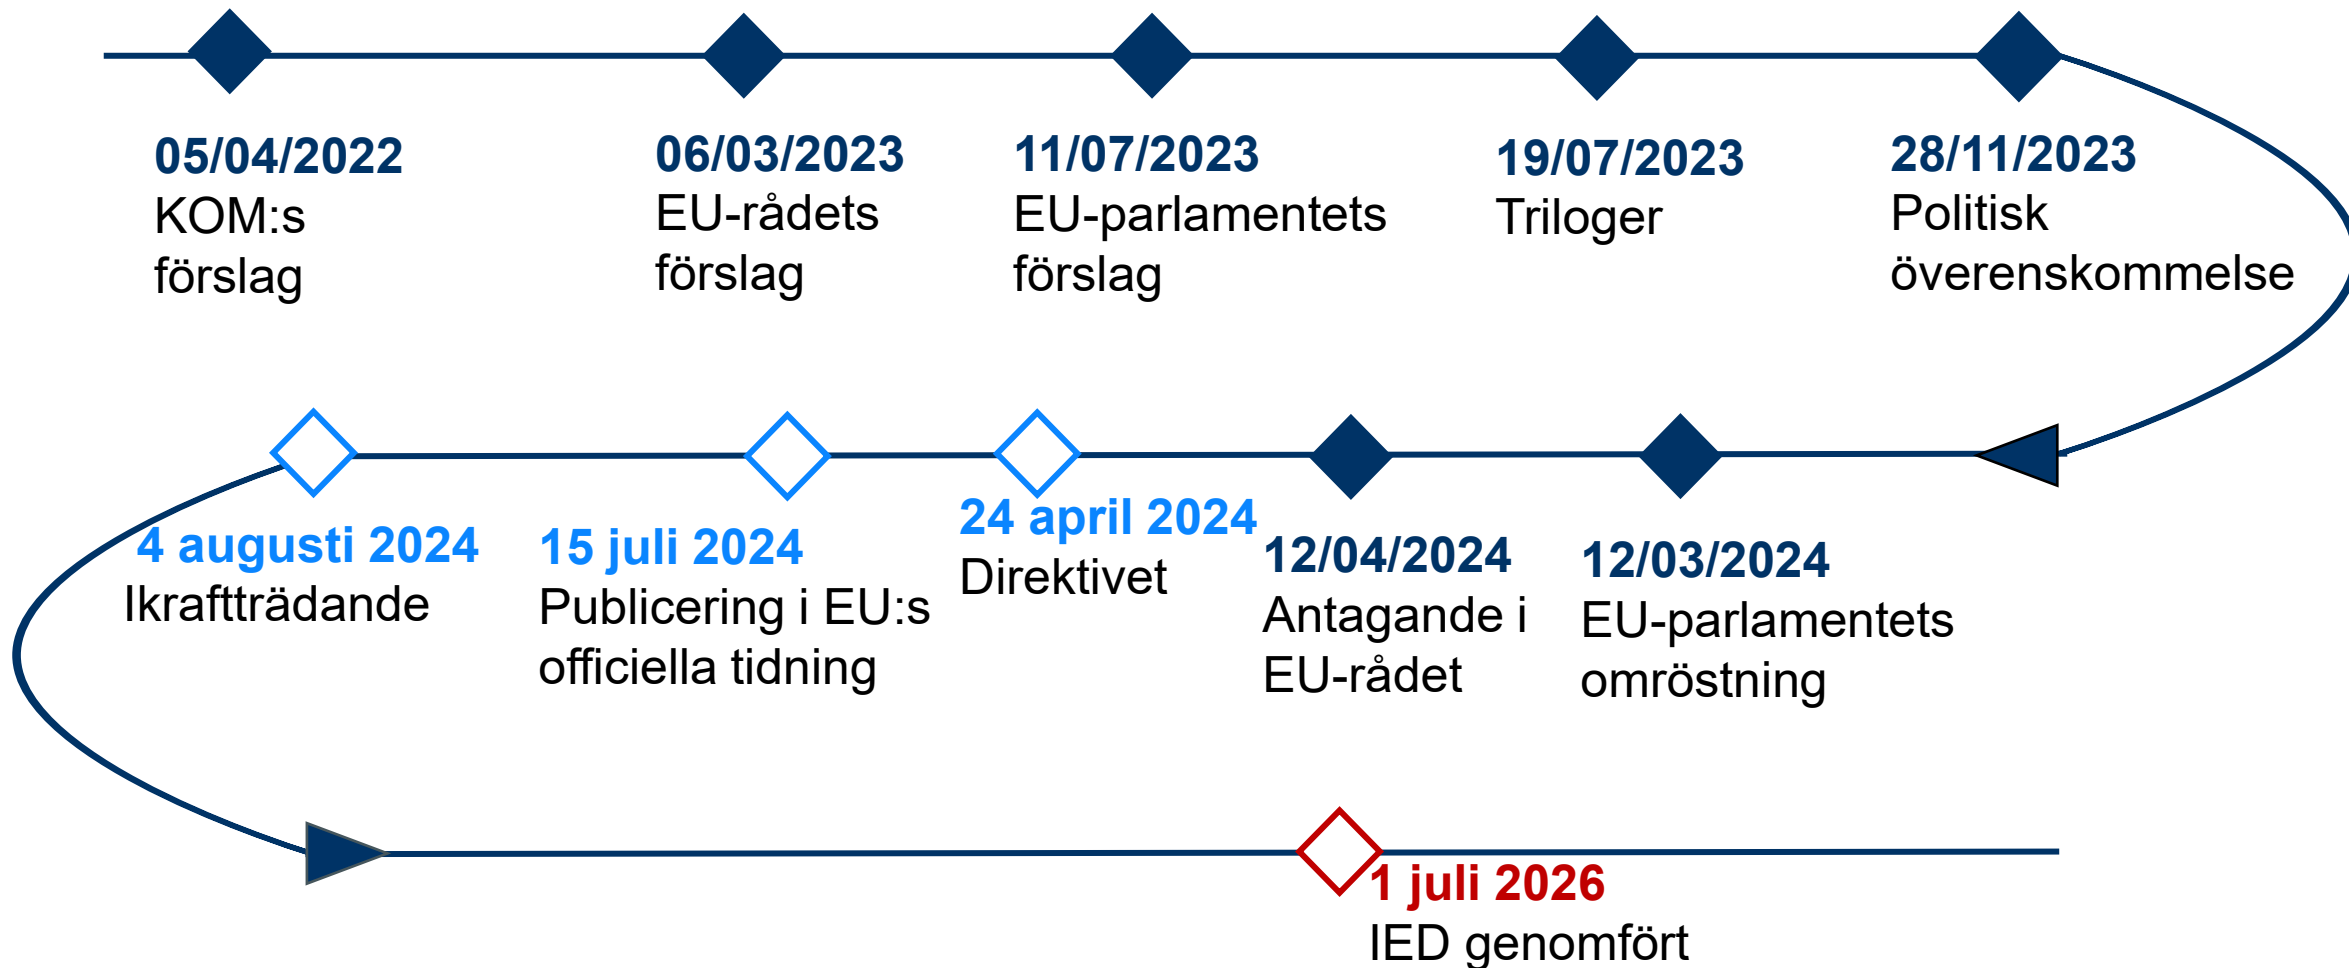 05/04/2022
KOM:s
förslag
06/03/2023
EU-rådets
förslag
11/07/2023
EU-parlamentets
förslag
19/07/2023
Triloger
28/11/2023
Politisk
överenskommelse
4 augusti 2024
Ikraftträdande
15 juli 2024
Publicering i EU:s
officiella tidning
24 april 2024
Direktivet
12/04/2024
Antagande i
EU-rådet
12/03/2024
EU-parlamentets
omröstning
1 juli 2026
IED genomfört